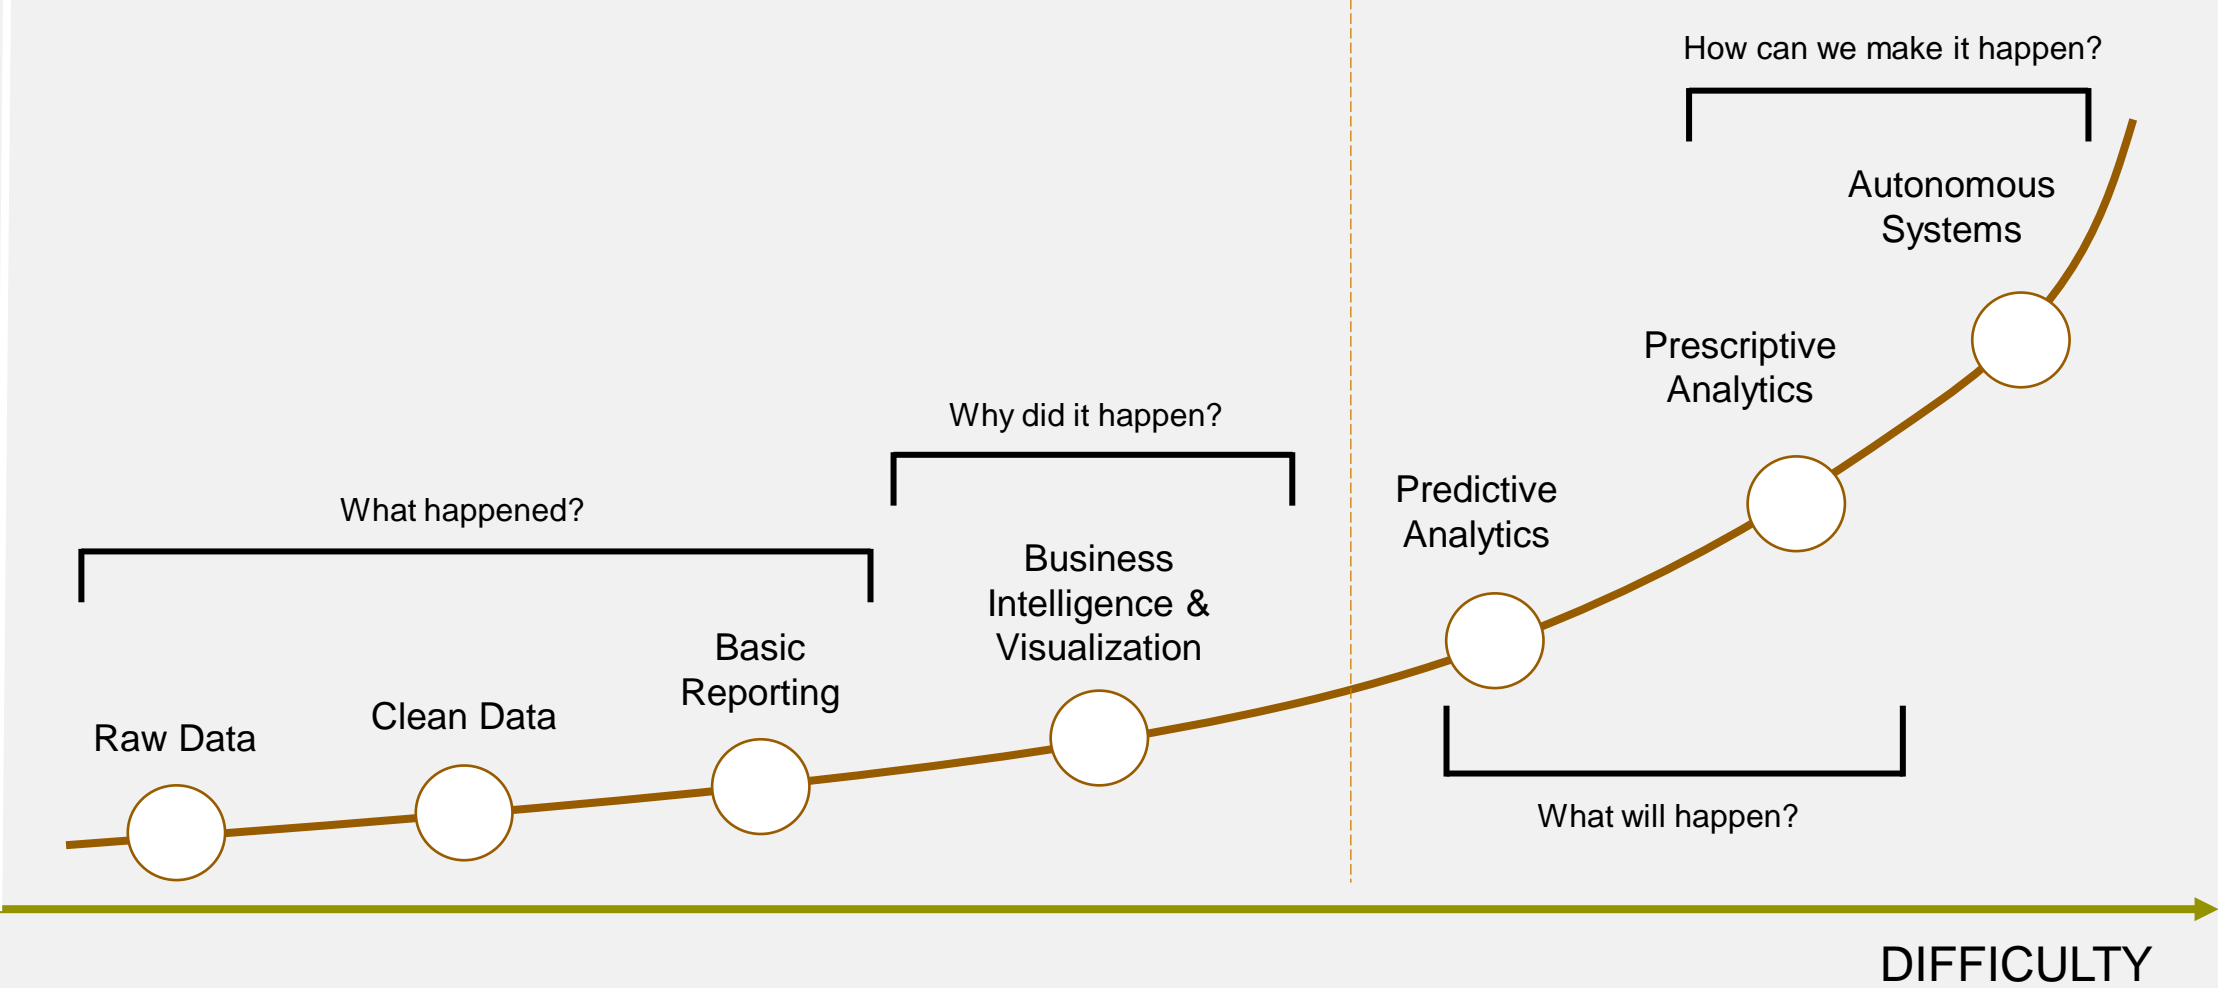 How can we make it happen?
Autonomous
Systems
Prescriptive
Analytics
Why did it happen?
Predictive
Analytics
What happened?
Business
Intelligence &
Visualization
Basic
Reporting
Clean Data
Raw Data
What will happen?
DIFFICULTY